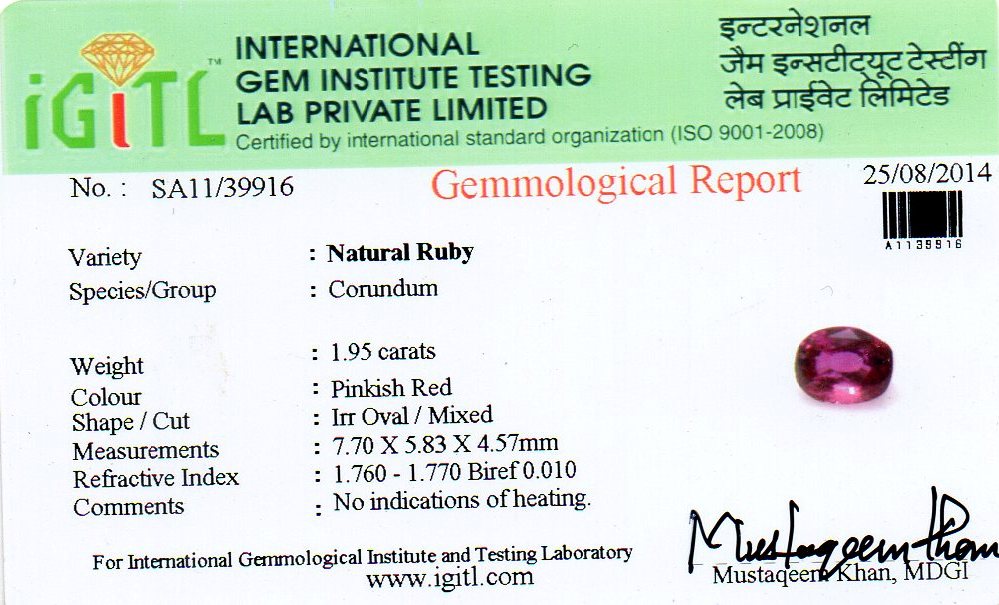 iGiTL™
INTERNATIONAL
GEM INSTITUTE TESTING
LAB PRIVATE LIMITED
Certified by international standard organization (ISO 9001-2008)
इन्टरनेशनल
जैम इन्सटीट्यूट टेस्टींग
लेब प्राईवेट लिमिटेड
No. : SA11/39916
Gemmological Report
25/08/2014
A1139916
Variety : Natural Ruby
Species/Group : Corundum
Weight : 1.95 carats
Colour : Pinkish Red
Shape / Cut : Irr Oval / Mixed
Measurements : 7.70 X 5.83 X 4.57mm
Refractive Index : 1.760 - 1.770 Biref 0.010
Comments : No indications of heating.
For International Gemmological Institute and Testing Laboratory
www.igitl.com
Mustaqeem Khan
Mustaqeem Khan, MDGI